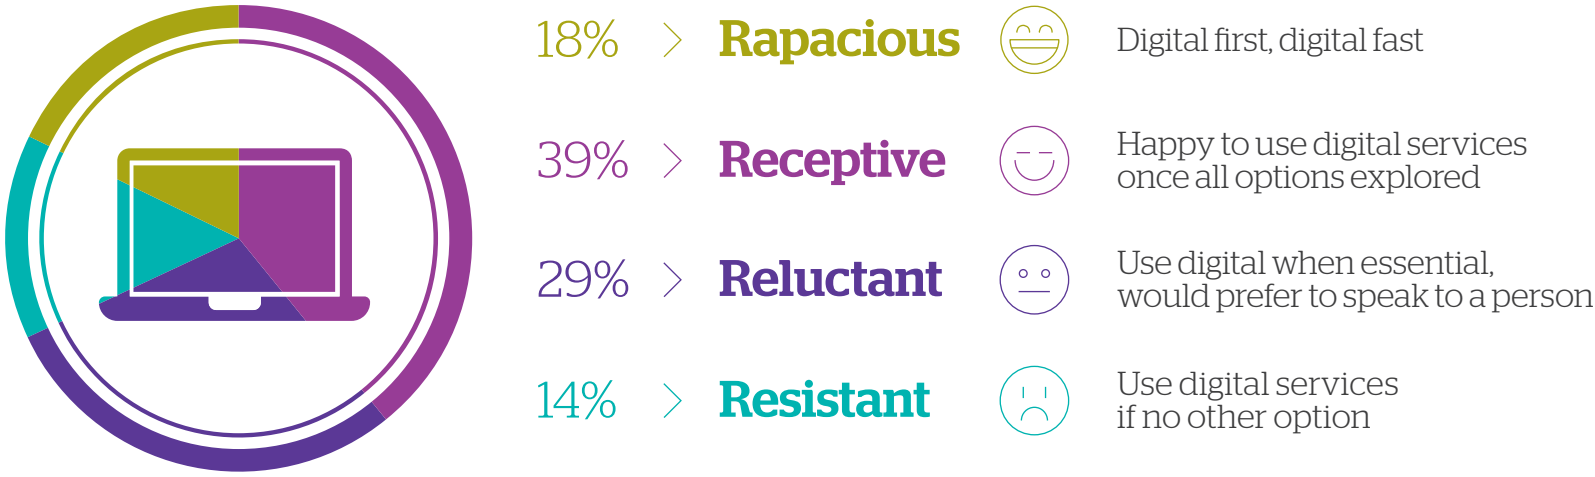 18% > Rapacious Digital first, digital fast
39% > Receptive Happy to use digital services
once all options explored
29% > Reluctant Use digital when essential,
would prefer to speak to a person
14% > Resistant Use digital services
if no other option